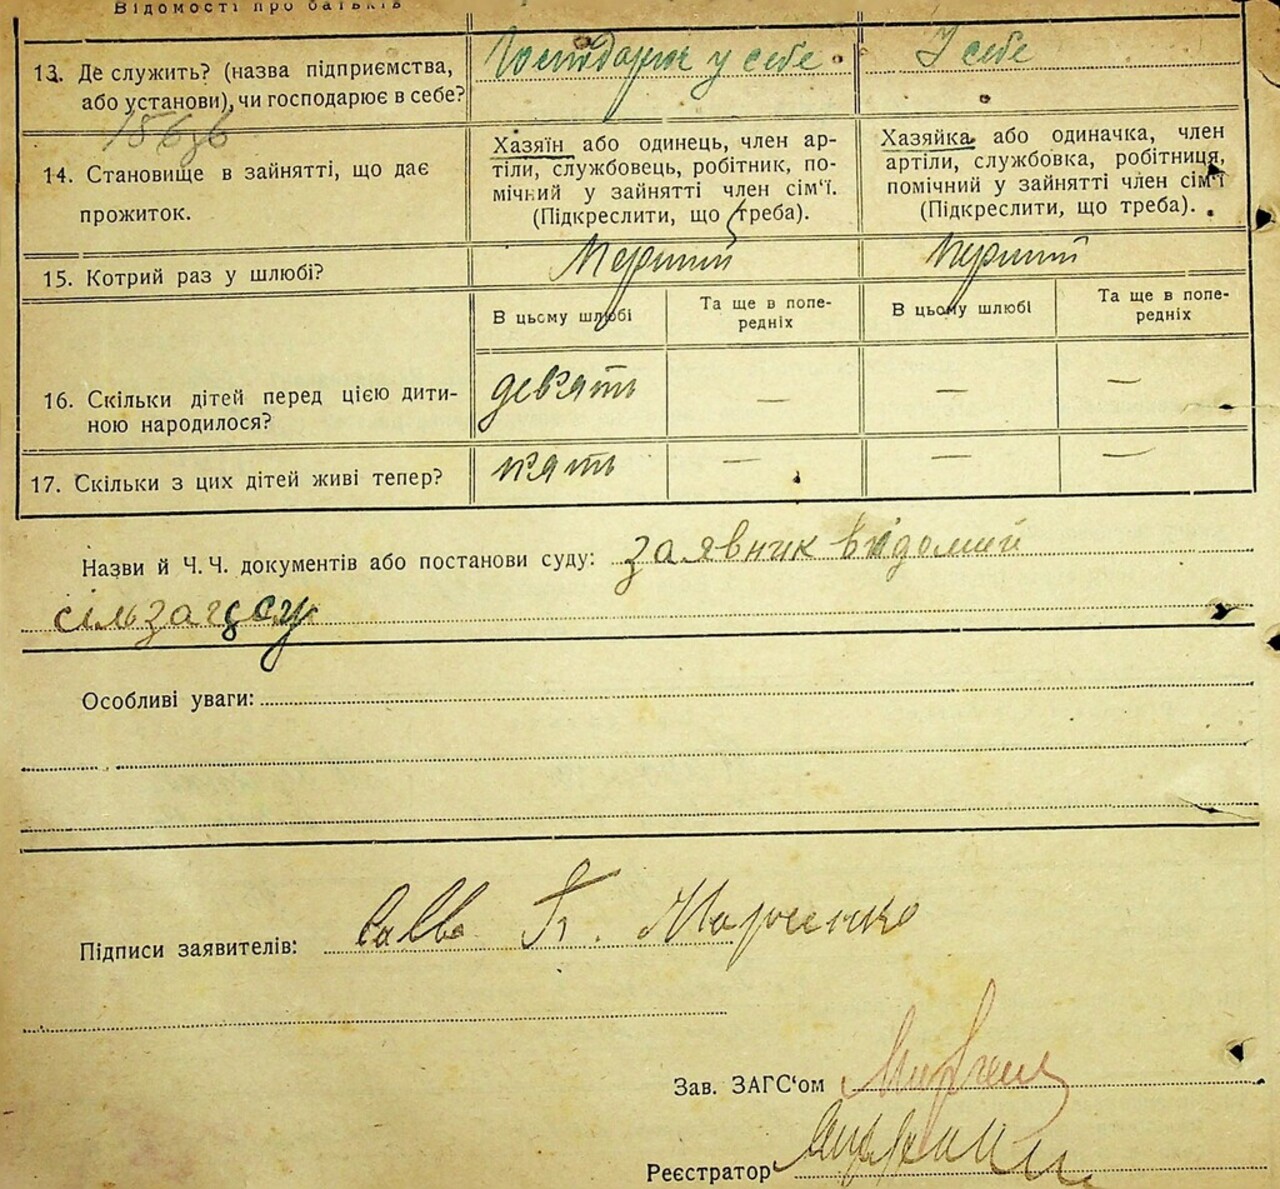 Відомості про батьків
13. Де служить? (назва підприємства, або установи), чи господарює в себе?
Господарює у себе
У себе
14. Становище в зайнятті, що дає прожиток.
Хазяїн або одинець, член артіли, службовець, робітник, помічний у зайнятті член сім‘ї. (Підкреслити, що треба).
Хазяйка або одиначка, член артіли, службовка, робітниця, помічний у зайнятті член сім‘ї (Підкреслити, що треба).
15. Котрий раз у шлюбі?
Перший
перший
В цьому шлюбі
Та ще в попередніх
В цьому шлюбі
Та ще в попередніх
16. Скільки дітей перед цією дитиною народилося?
дев'ять
—
—
—
17. Скільки з цих дітей живі тепер?
п'ять
—
—
—
Назви й Ч. Ч. документів або постанови суду: заявник відомий
сільзагсу
Особливі уваги:
Підписи заявителів: Савва Г. Марченко
Зав. ЗАГС‘ом
Реєстратор